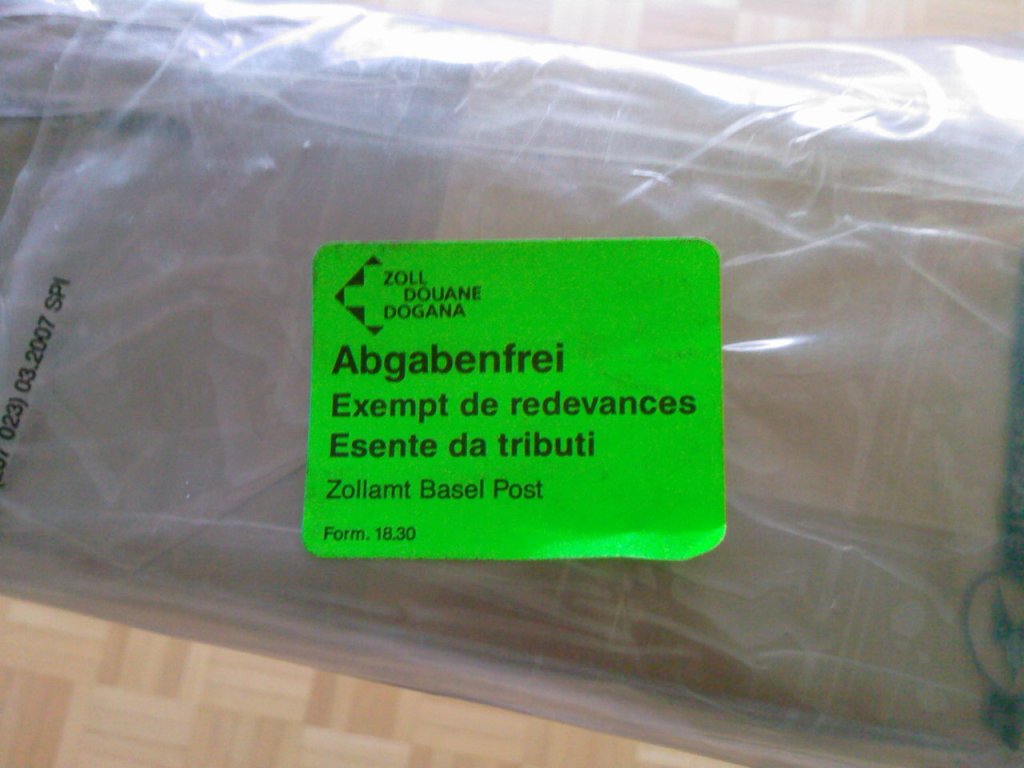 ZOLL
DOUANE
DOGANA
Abgabenfrei
Exempt de redevances
Esente da tributi
Zollamt Basel Post
Form. 18.30
023) 03.2007 SPI